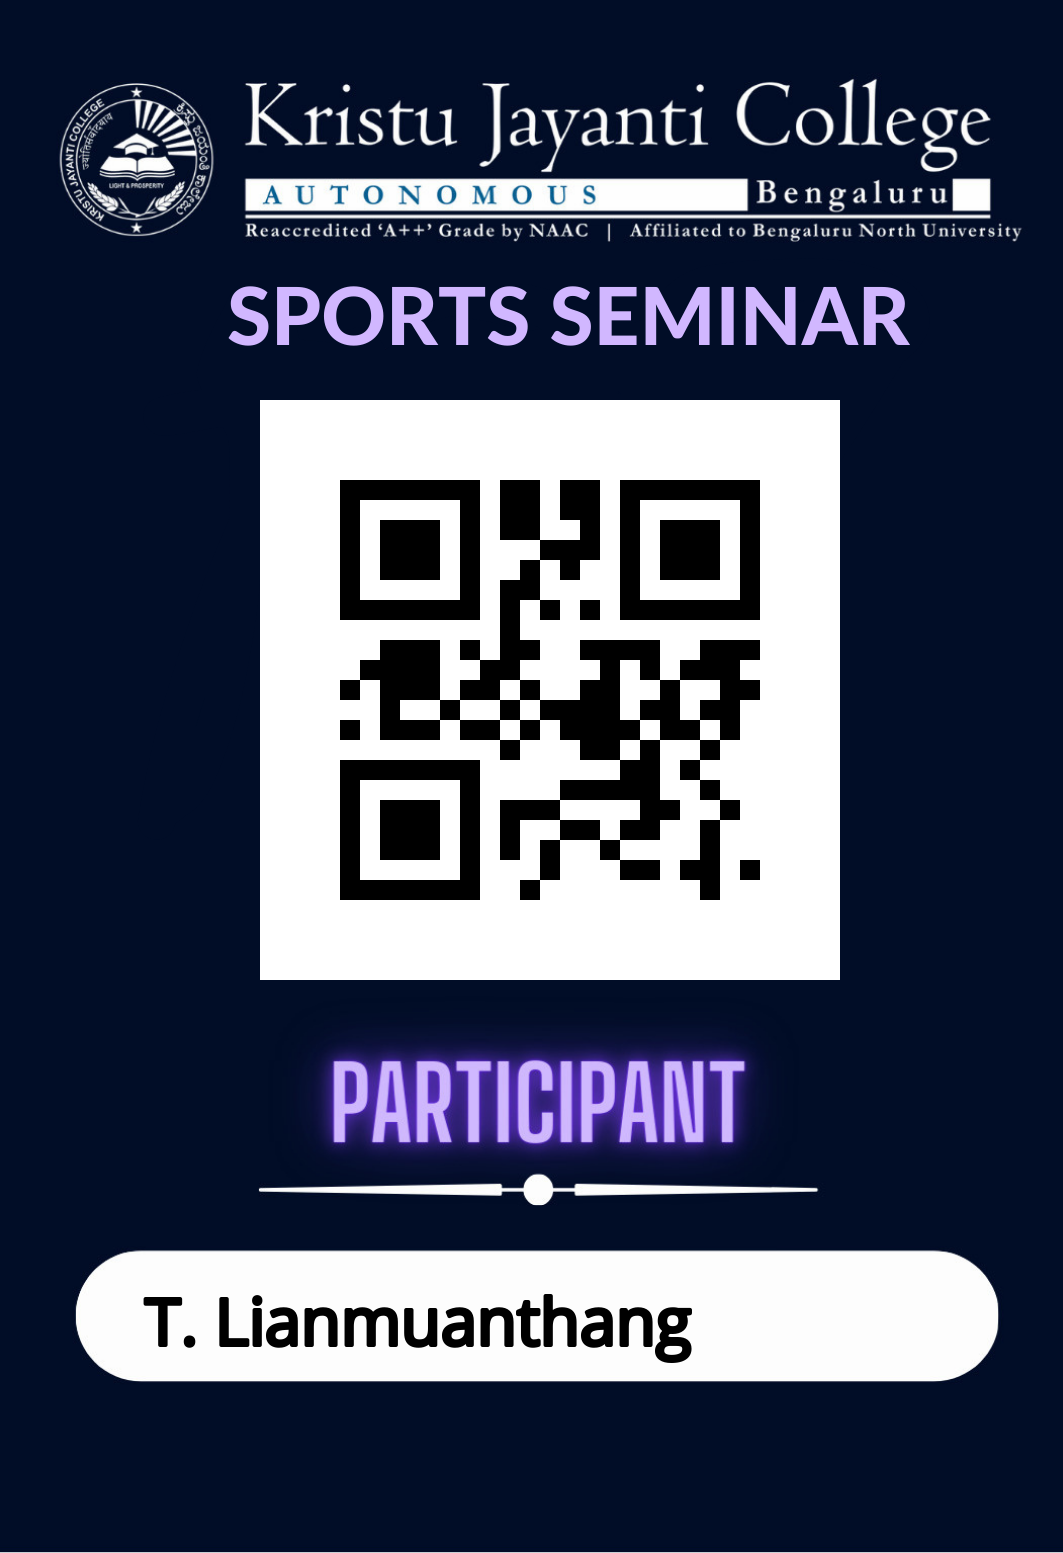 KRISTU JAYANTI COLLEGE
LIGHT & PROSPERITY
Kristu Jayanti College
AUTONOMOUS Bengaluru
Reaccredited ‘A++’ Grade by NAAC | Affiliated to Bengaluru North University
SPORTS SEMINAR
PARTICIPANT
T. Lianmuanthang